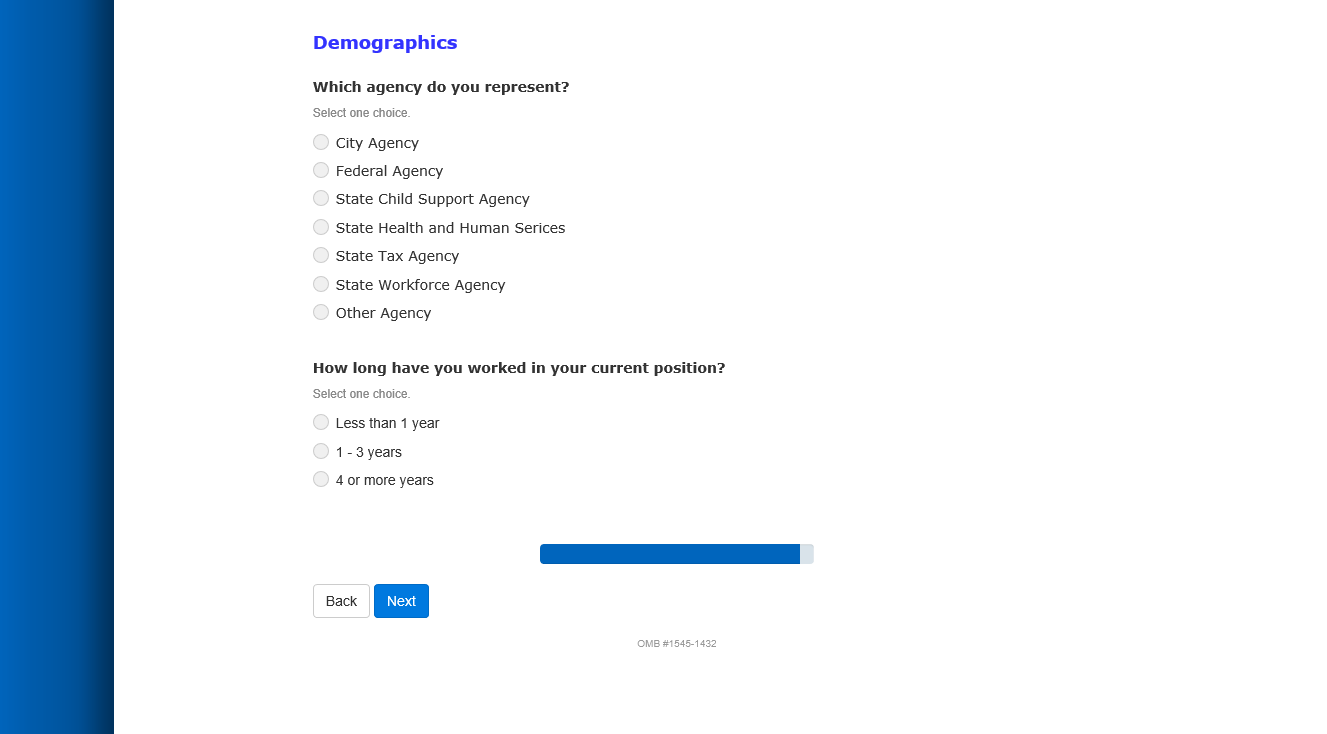 Demographics
Which agency do you represent?
Select one choice.
City Agency
Federal Agency
State Child Support Agency
State Health and Human Serices
State Tax Agency
State Workforce Agency
Other Agency
How long have you worked in your current position?
Select one choice.
Less than 1 year
1 - 3 years
4 or more years
Back Next
OMB #1545-1432